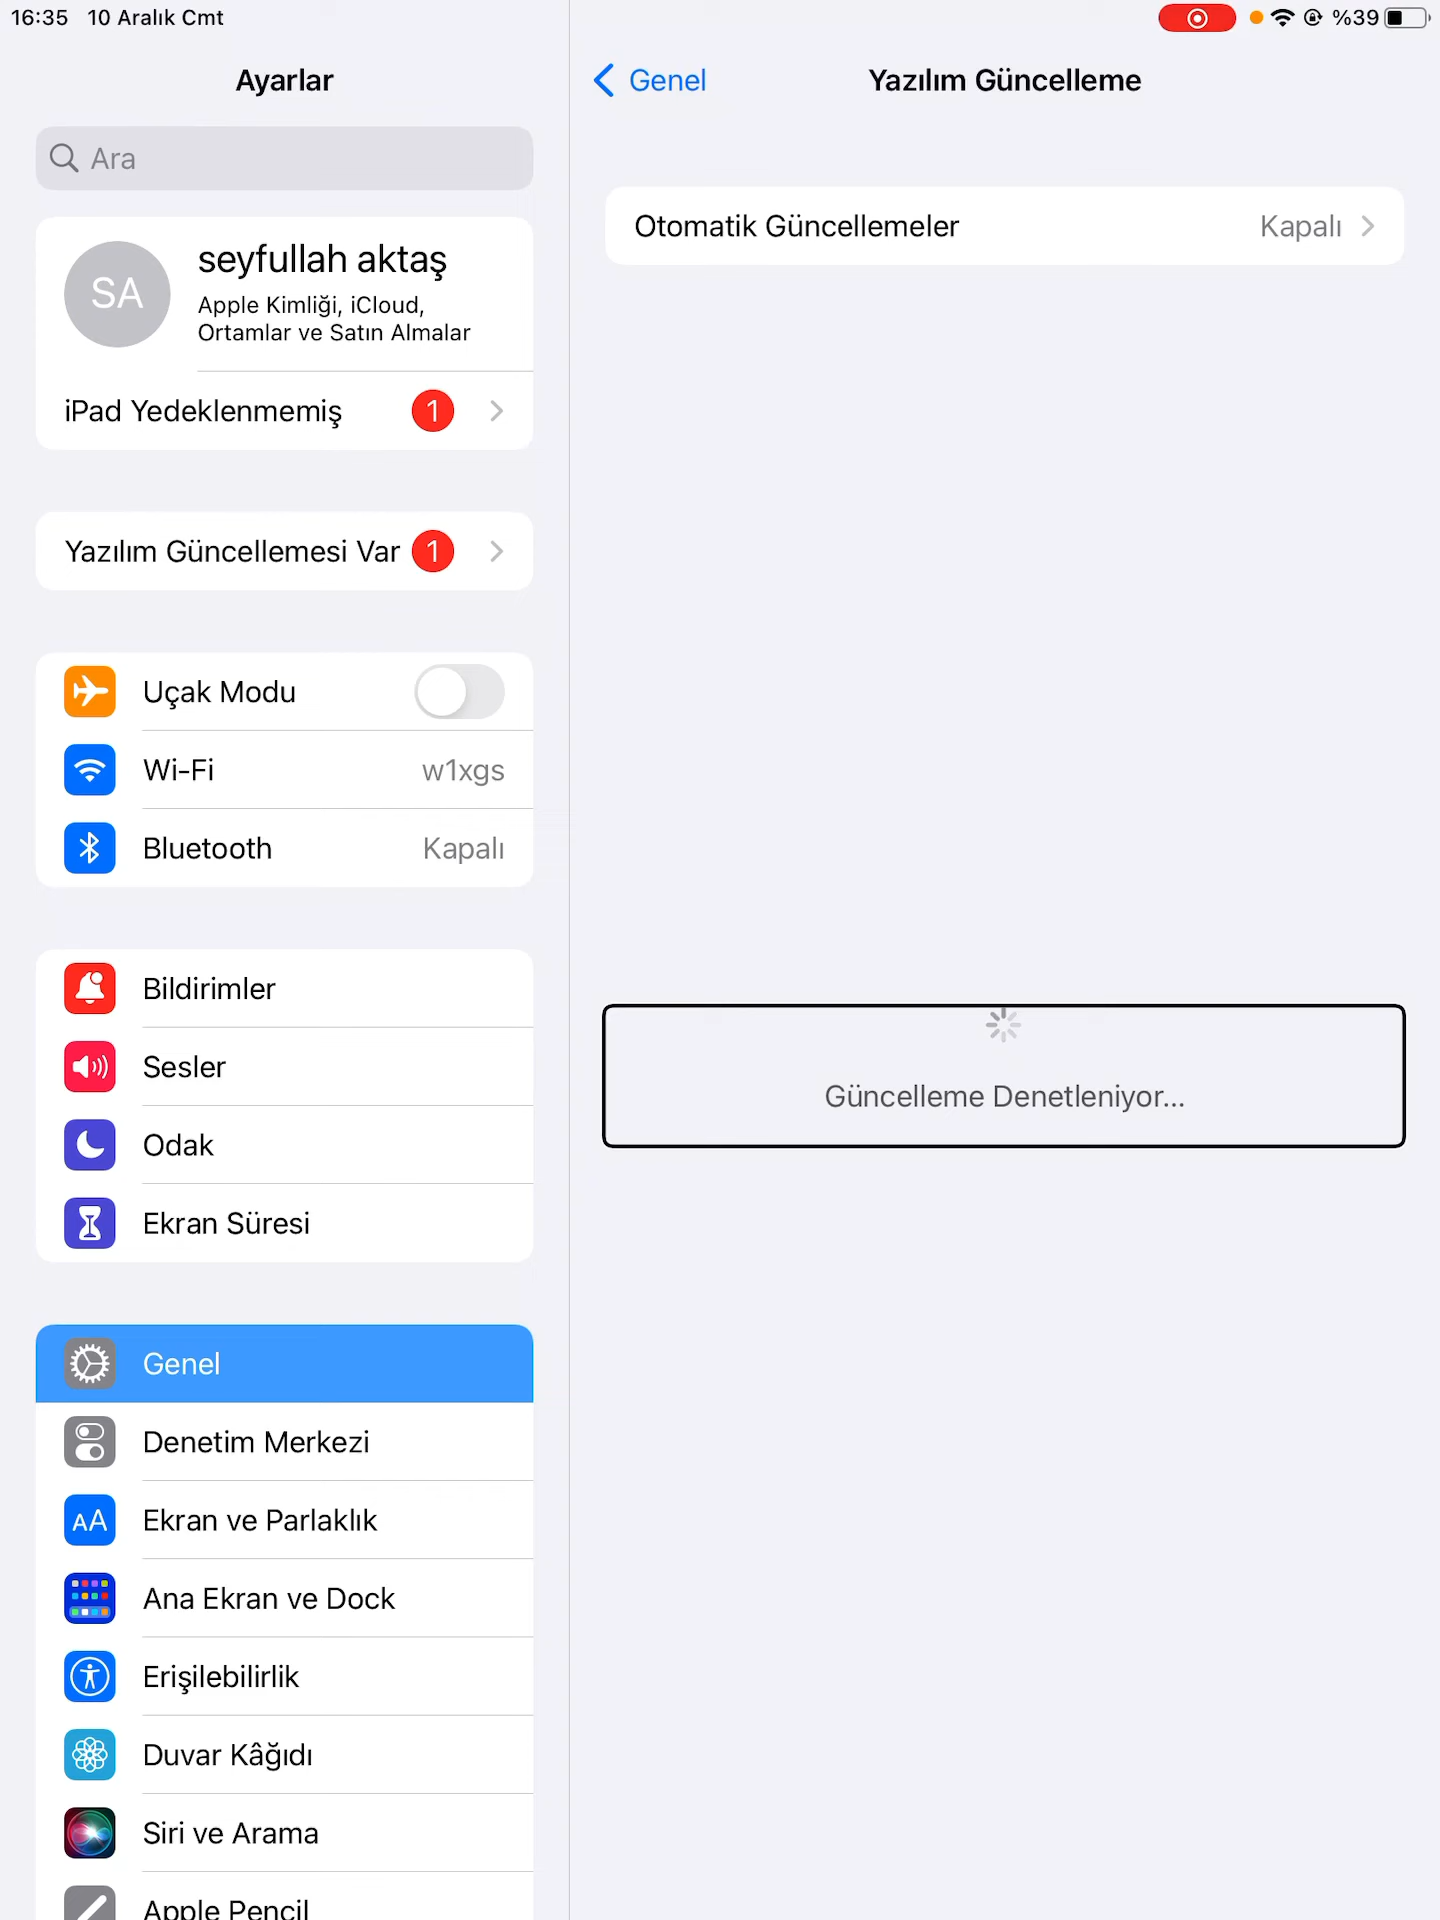 16:35 10 Aralık Cmt
%39
Ayarlar
Ara
SA
seyfullah aktaş
Apple Kimliği, iCloud,
Ortamlar ve Satın Almalar
iPad Yedeklenmemiş 1
Yazılım Güncellemesi Var 1
Uçak Modu
Wi-Fi w1xgs
Bluetooth Kapalı
Bildirimler
Sesler
Odak
Ekran Süresi
Genel
Denetim Merkezi
AA Ekran ve Parlaklık
Ana Ekran ve Dock
Erişilebilirlik
Duvar Kâğıdı
Siri ve Arama
Apple Pencil
Genel
Yazılım Güncelleme
Otomatik Güncellemeler Kapalı
Güncelleme Denetleniyor...